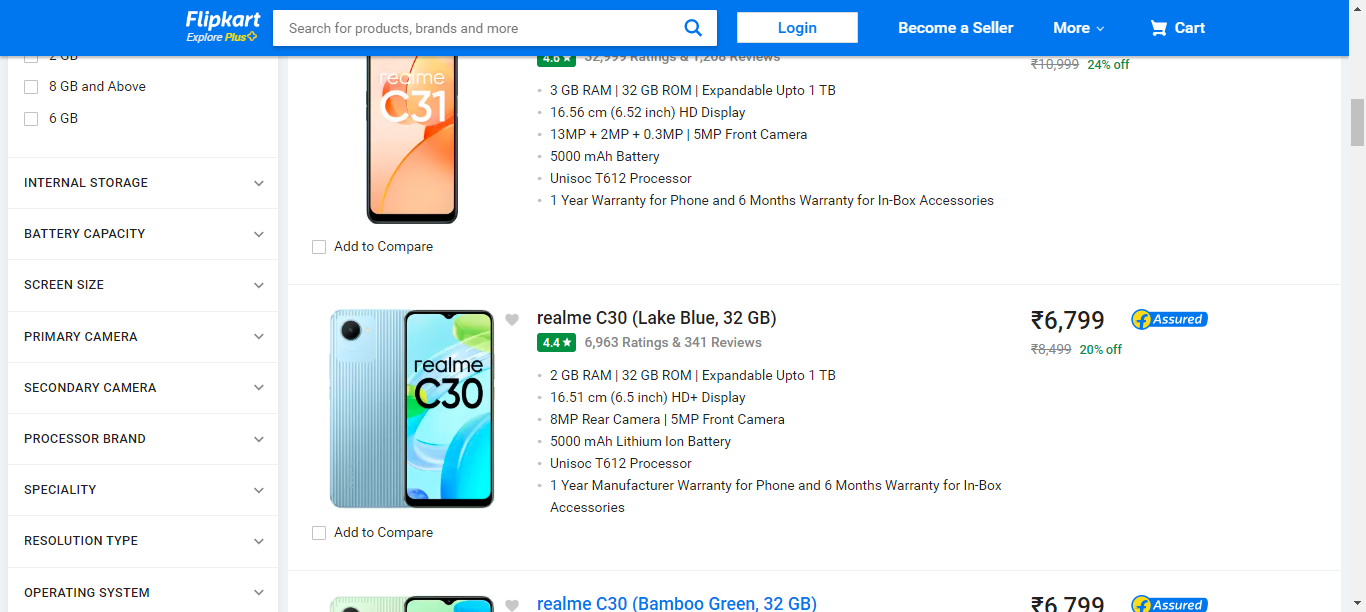 Flipkart
Explore Plus
Search for products, brands and more
Login
Become a Seller
More
Cart
2 GB
8 GB and Above
6 GB
INTERNAL STORAGE
BATTERY CAPACITY
SCREEN SIZE
PRIMARY CAMERA
SECONDARY CAMERA
PROCESSOR BRAND
SPECIALITY
RESOLUTION TYPE
OPERATING SYSTEM
realme
C31
Add to Compare
32,999 Ratings & 1,208 Reviews
3 GB RAM | 32 GB ROM | Expandable Upto 1 TB
16.56 cm (6.52 inch) HD Display
13MP + 2MP + 0.3MP | 5MP Front Camera
5000 mAh Battery
Unisoc T612 Processor
1 Year Warranty for Phone and 6 Months Warranty for In-Box Accessories
₹10,999 24% off
realme
C30
Add to Compare
realme C30 (Lake Blue, 32 GB)
4.4 ★ 6,963 Ratings & 341 Reviews
2 GB RAM | 32 GB ROM | Expandable Upto 1 TB
16.51 cm (6.5 inch) HD+ Display
8MP Rear Camera | 5MP Front Camera
5000 mAh Lithium Ion Battery
Unisoc T612 Processor
1 Year Manufacturer Warranty for Phone and 6 Months Warranty for In-Box
Accessories
₹6,799 Assured
₹8,499 20% off
realme C30 (Bamboo Green, 32 GB)
₹6,799 Assured